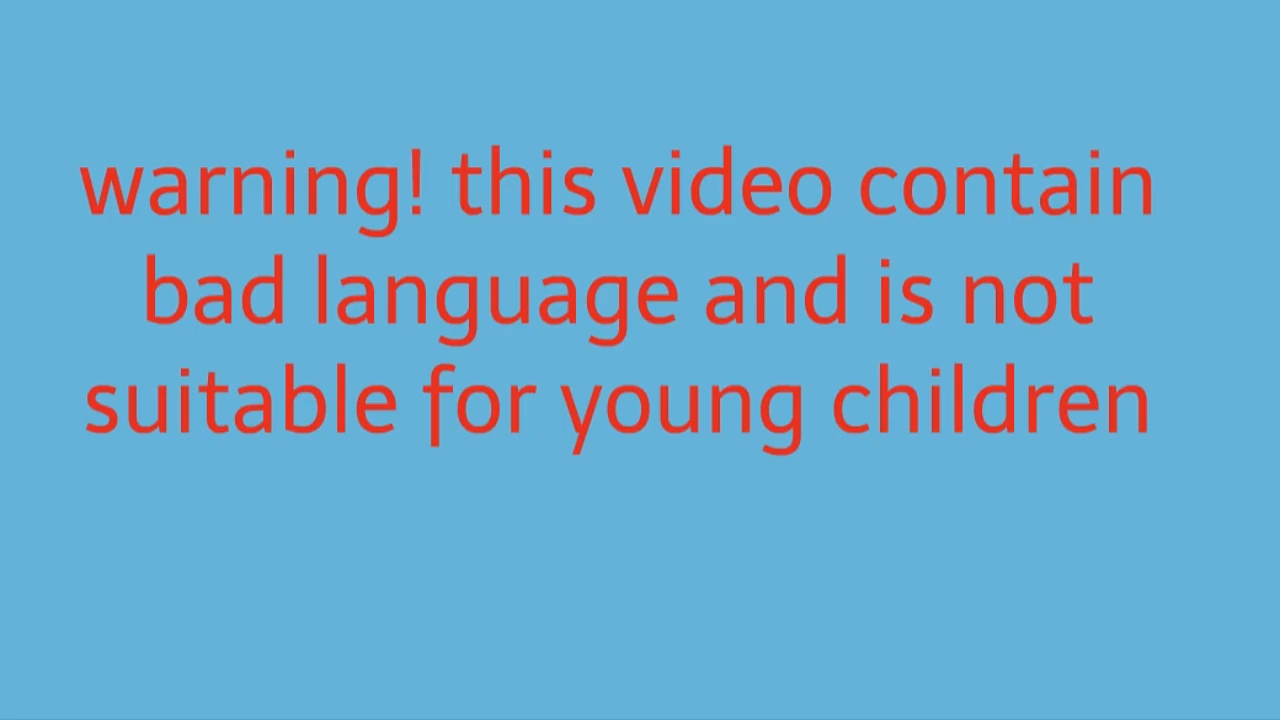 warning! this video contain
bad language and is not
suitable for young children